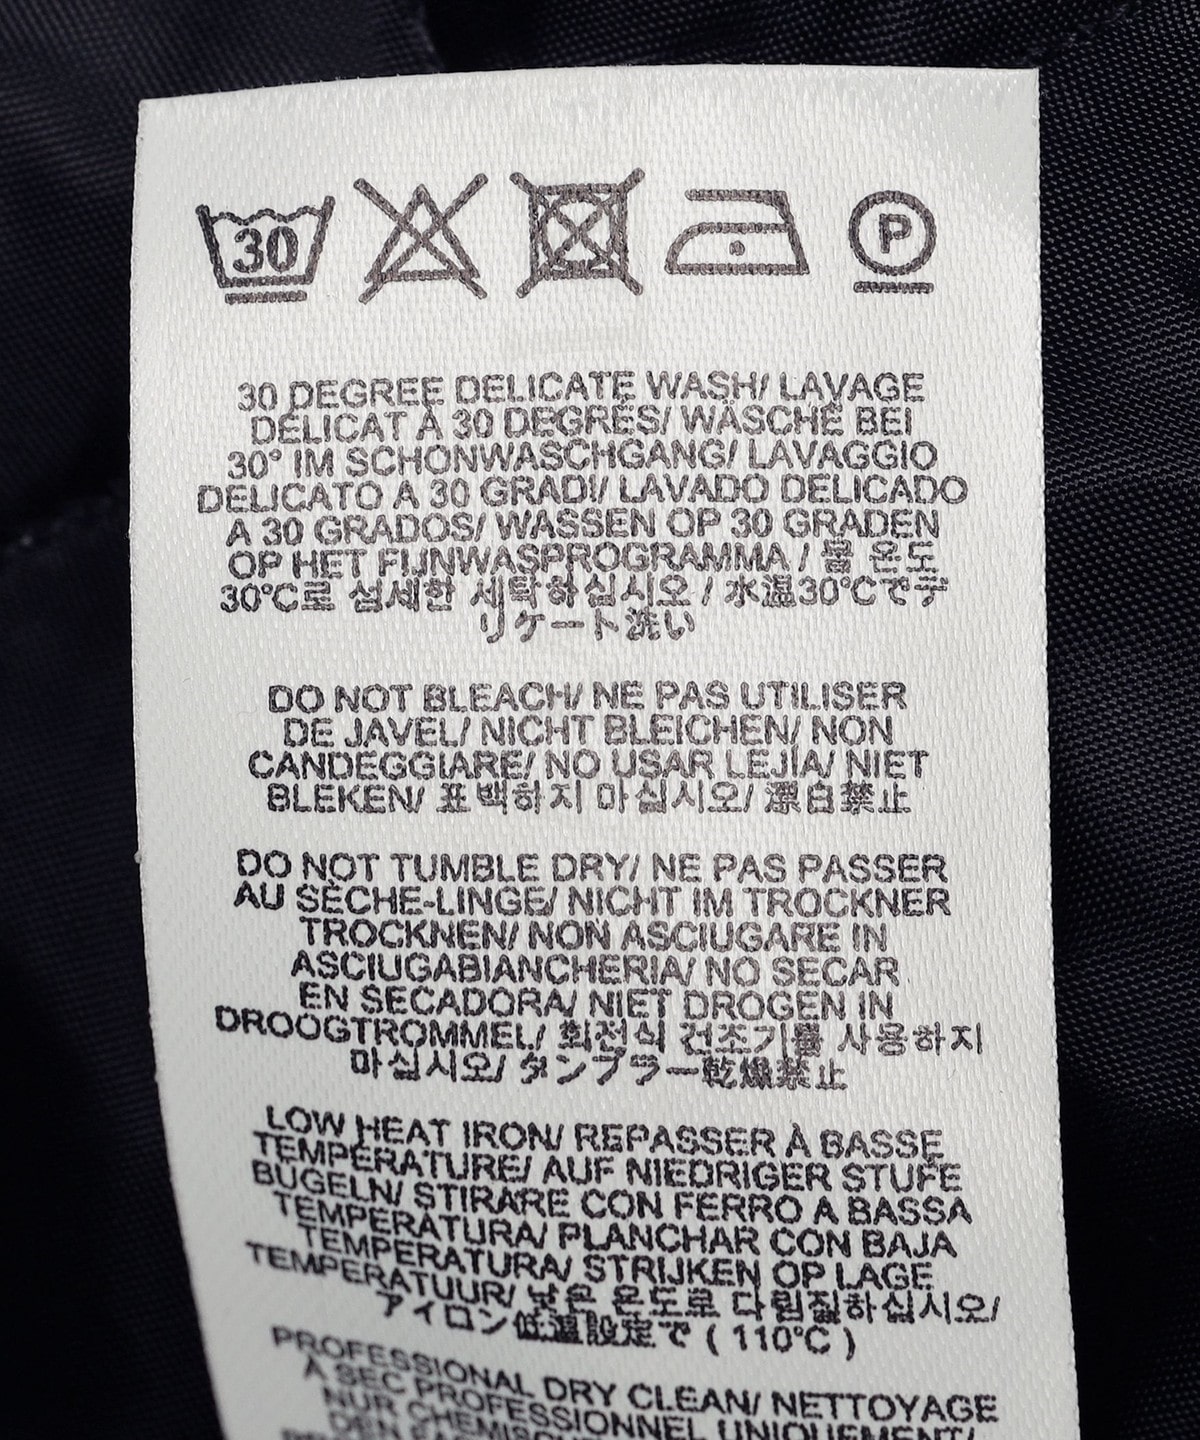 30 P
30 DEGREE DELICATE WASH/ LAVAGE
DÉLICAT À 30 DEGRÉS/ WÄSCHE BEI
30° IM SCHONWASCHGANG/ LAVAGGIO
DELICATO A 30 GRADI/ LAVADO DELICADO
A 30 GRADOS/ WASSEN OP 30 GRADEN
OP HET FIJNWASPROGRAMMA / 물 온도
30℃로 섬세한 세탁하십시오 / 水温30℃でデ
リケート洗い
DO NOT BLEACH/ NE PAS UTILISER
DE JAVEL/ NICHT BLEICHEN/ NON
CANDEGGIARE/ NO USAR LEJÍA/ NIET
BLEKEN/ 표백하지 마십시오/ 漂白禁止
DO NOT TUMBLE DRY/ NE PAS PASSER
AU SÈCHE-LINGE/ NICHT IM TROCKNER
TROCKNEN/ NON ASCIUGARE IN
ASCIUGABIANCHERIA/ NO SECAR
EN SECADORA/ NIET DROGEN IN
DROOGTROMMEL/ 회전식 건조기를 사용하지
마십시오/ タンブラー乾燥禁止
LOW HEAT IRON/ REPASSER À BASSE
TEMPÉRATURE/ AUF NIEDRIGER STUFE
BÜGELN/ STIRARE CON FERRO A BASSA
TEMPERATURA/ PLANCHAR CON BAJA
TEMPERATURA/ STRIJKEN OP LAGE
TEMPERATUUR/ 낮은 온도로 다림질하십시오/
アイロン低温設定で ( 110℃ )
PROFESSIONAL DRY CLEAN/ NETTOYAGE
À SEC PROFESSIONNEL UNIQUEMENT/
NUR